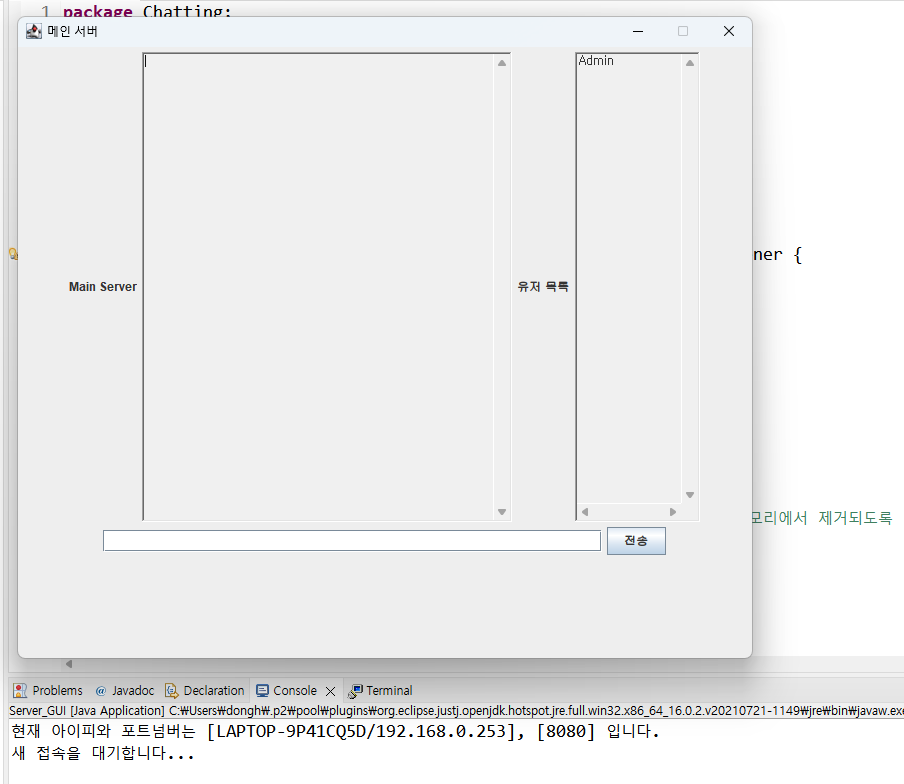 1 package Chatting;
메인 서버
Admin
ner {
Main Server
유저 목록
모리에서 제거되도록
전송
Problems @ Javadoc Declaration Console Terminal
Server_GUI [Java Application] C:₩Users₩dongh₩.p2₩pool₩plugins₩org.eclipse.justj.openjdk.hotspot.jre.full.win32.x86_64_16.0.2.v20210721-1149₩jre₩bin₩javaw.exe
현재 아이피와 포트넘버는 [LAPTOP-9P41CQ5D/192.168.0.253], [8080] 입니다.
새 접속을 대기합니다...